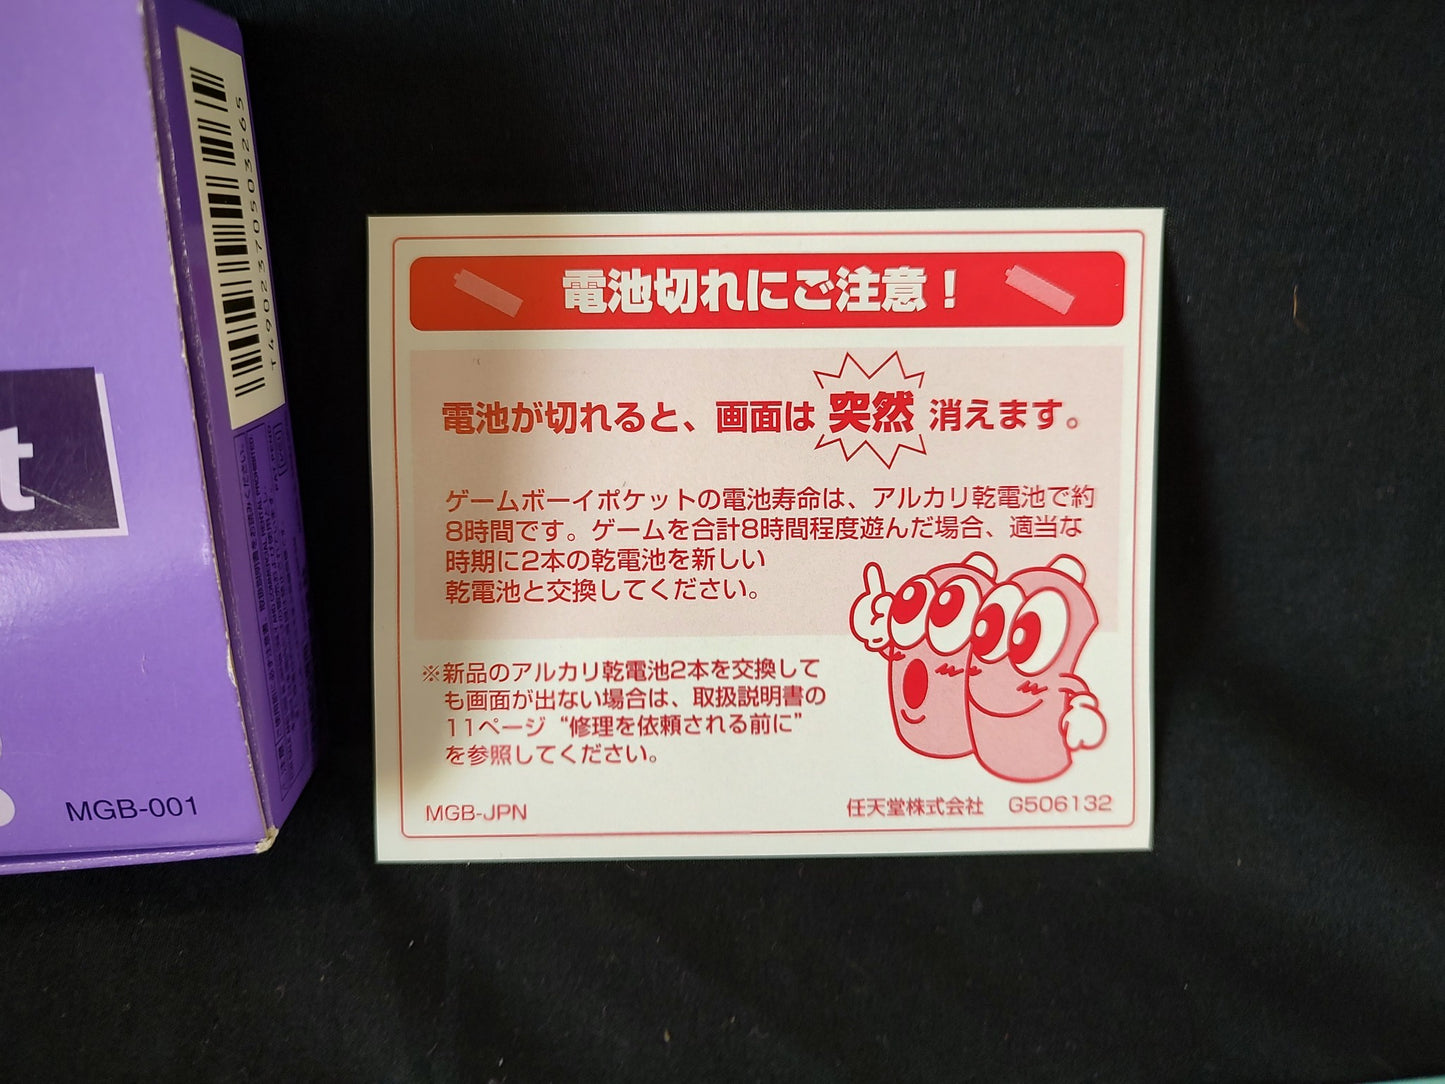 電池切れにご注意！
電池が切れると、画面は 突然 消えます。
ゲームボーイポケットの電池寿命は、アルカリ乾電池で約
8時間です。ゲームを合計8時間程度遊んだ場合、適当な
時期に2本の乾電池を新しい
乾電池と交換してください。
※新品のアルカリ乾電池2本を交換して
も画面が出ない場合は、取扱説明書の
11ページ“修理を依頼される前に”
を参照してください。
MGB-JPN
任天堂株式会社 G506132
T4902370503265
t
MGB-001